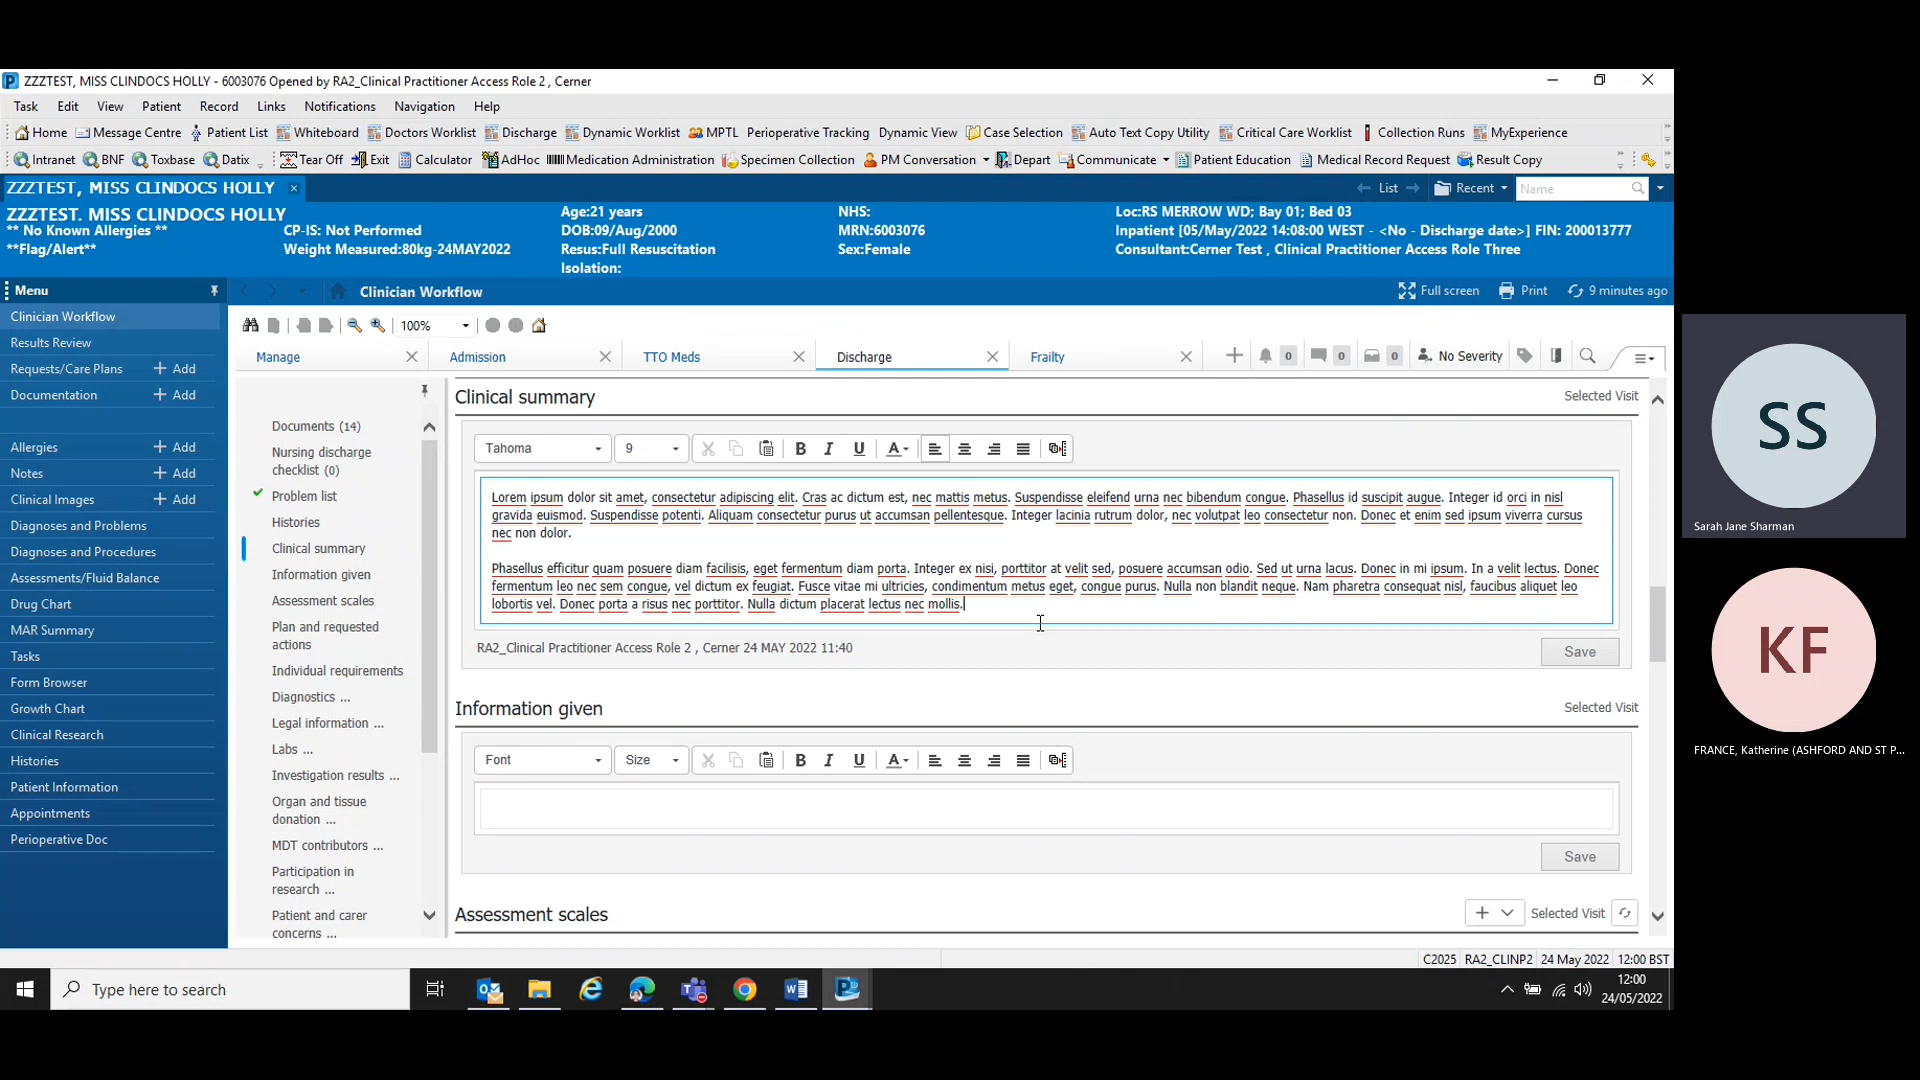 ZZZTEST, MISS CLINDOCS HOLLY - 6003076 Opened by RA2_Clinical Practitioner Access Role 2 , Cerner
Task Edit View Patient Record Links Notifications Navigation Help
Home Message Centre Patient List Whiteboard Doctors Worklist Discharge Dynamic Worklist MPTL Perioperative Tracking Dynamic View Case Selection Auto Text Copy Utility Critical Care Worklist Collection Runs MyExperience
Intranet BNF Toxbase Datix Tear Off Exit Calculator AdHoc Medication Administration Specimen Collection PM Conversation Depart Communicate Patient Education Medical Record Request Result Copy
ZZZTEST, MISS CLINDOCS HOLLY List Recent Name
ZZZTEST. MISS CLINDOCS HOLLY Age:21 years NHS: Loc:RS MERROW WD; Bay 01; Bed 03
** No Known Allergies ** CP-IS: Not Performed DOB:09/Aug/2000 MRN:6003076 Inpatient [05/May/2022 14:08:00 WEST - <No - Discharge date>] FIN: 200013777
**Flag/Alert** Weight Measured:80kg-24MAY2022 Resus:Full Resuscitation Sex:Female Consultant:Cerner Test , Clinical Practitioner Access Role Three
Isolation:
Menu Clinician Workflow Full screen Print 9 minutes ago
Clinician Workflow
Results Review
Requests/Care Plans Add
Documentation Add
Allergies Add
Notes Add
Clinical Images Add
Diagnoses and Problems
Diagnoses and Procedures
Assessments/Fluid Balance
Drug Chart
MAR Summary
Tasks
Form Browser
Growth Chart
Clinical Research
Histories
Patient Information
Appointments
Perioperative Doc
100%
Manage Admission TTO Meds Discharge Frailty 0 0 0 No Severity
Documents (14)
Nursing discharge
checklist (0)
Problem list
Histories
Clinical summary
Information given
Assessment scales
Plan and requested
actions
Individual requirements
Diagnostics ...
Legal information ...
Labs ...
Investigation results ...
Organ and tissue
donation ...
MDT contributors ...
Participation in
research ...
Patient and carer
concerns ...
Clinical summary Selected Visit
Tahoma 9 B I U A
Lorem ipsum dolor sit amet, consectetur adipiscing elit. Cras ac dictum est, nec mattis metus. Suspendisse eleifend urna nec bibendum congue. Phasellus id suscipit augue. Integer id orci in nisl
gravida euismod. Suspendisse potenti. Aliquam consectetur purus ut accumsan pellentesque. Integer lacinia rutrum dolor, nec volutpat leo consectetur non. Donec et enim sed ipsum viverra cursus
nec non dolor.
Phasellus efficitur quam posuere diam facilisis, eget fermentum diam porta. Integer ex nisi, porttitor at velit sed, posuere accumsan odio. Sed ut urna lacus. Donec in mi ipsum. In a velit lectus. Donec
fermentum leo nec sem congue, vel dictum ex feugiat. Fusce vitae mi ultricies, condimentum metus eget, congue purus. Nulla non blandit neque. Nam pharetra consequat nisl, faucibus aliquet leo
lobortis vel. Donec porta a risus nec porttitor. Nulla dictum placerat lectus nec mollis.
RA2_Clinical Practitioner Access Role 2 , Cerner 24 MAY 2022 11:40 Save
Information given Selected Visit
Font Size B I U A
Save
Assessment scales Selected Visit
C2025 RA2_CLINP2 24 May 2022 12:00 BST
Type here to search
12:00
24/05/2022
SS
Sarah Jane Sharman
KF
FRANCE, Katherine (ASHFORD AND ST P...